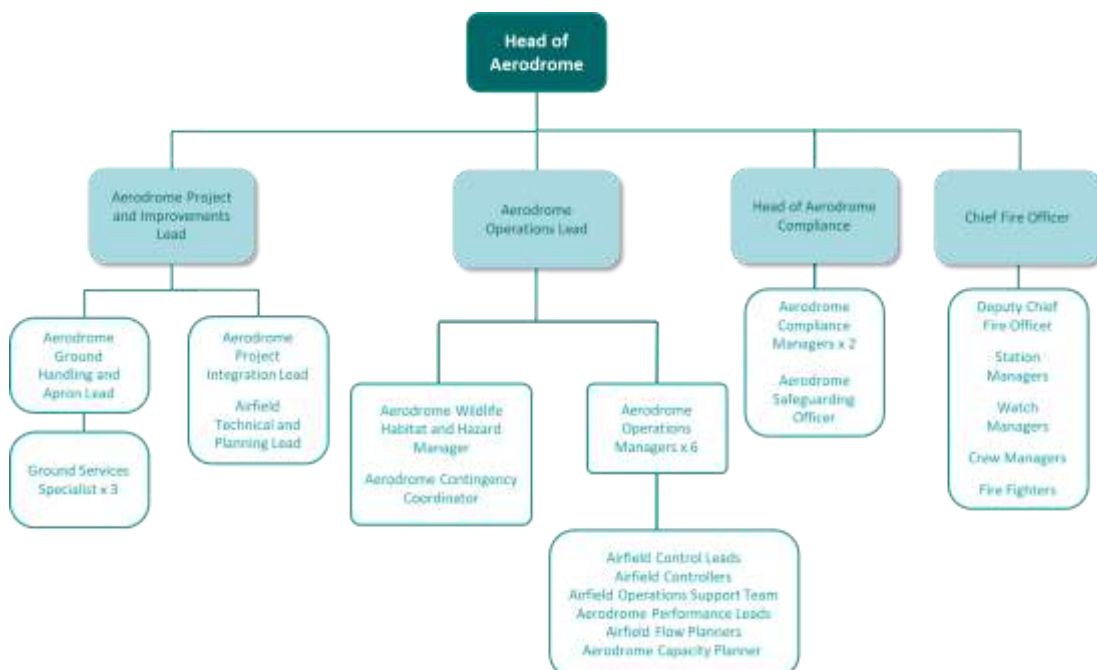 Head of
Aerodrome
Aerodrome Project
and Improvements
Lead
Aerodrome
Operations Lead
Head of Aerodrome
Compliance
Chief Fire Officer
Aerodrome
Ground
Handling and
Apron Lead
Ground Services
Specialist x 3
Aerodrome
Project
Integration Lead
Airfield
Technical and
Planning Lead
Aerodrome Wildlife
Habitat and Hazard
Manager
Aerodrome Contingency
Coordinator
Aerodrome
Operations
Managers x 6
Airfield Control Leads
Airfield Controllers
Airfield Operations Support Team
Aerodrome Performance Leads
Airfield Flow Planners
Aerodrome Capacity Planner
Aerodrome
Compliance
Managers x 2
Aerodrome
Safeguarding
Officer
Deputy Chief
Fire Officer
Station
Managers
Watch
Managers
Crew Managers
Fire Fighters